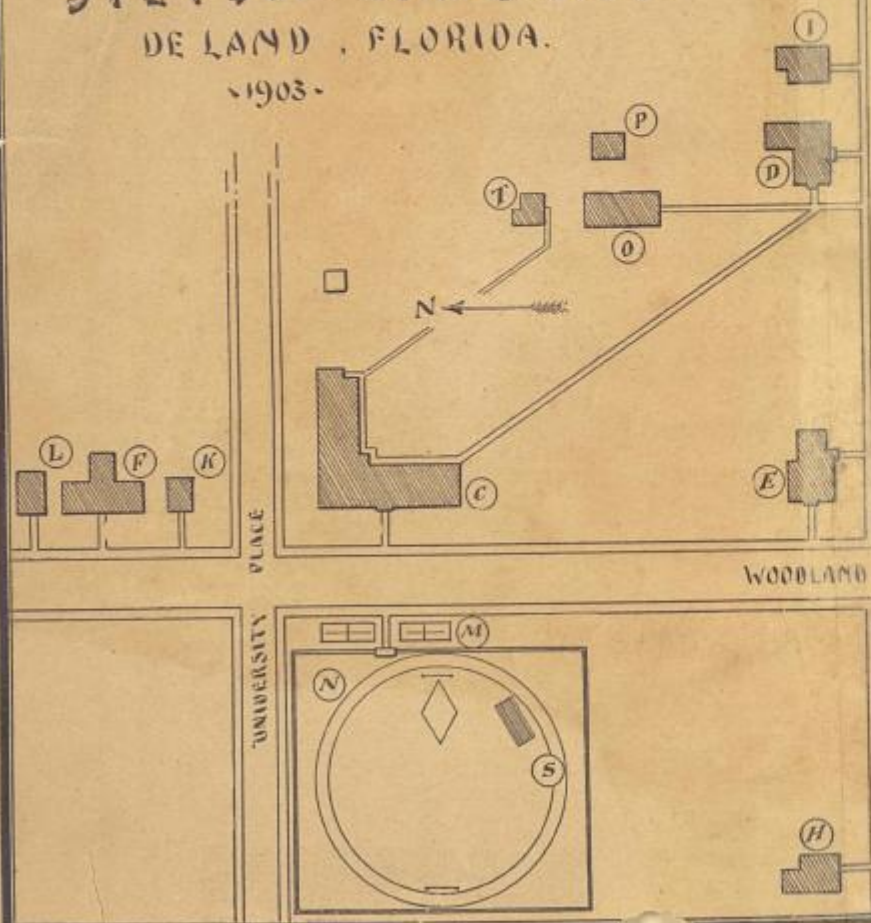 DE LAND . FLORIDA.
1903
I
P
D
T
O
N
L
F
K
C
E
PLACE
WOODLAND
UNIVERSITY
M
N
S
H